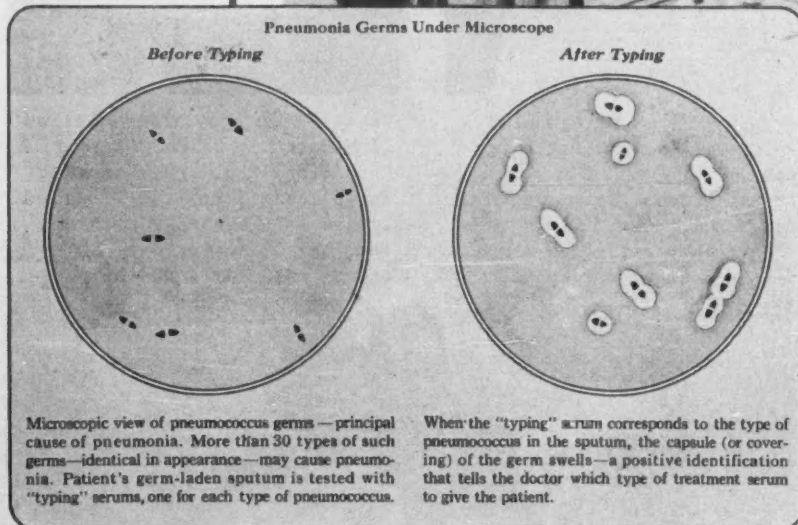 Pneumonia Germs Under Microscope
Before Typing
After Typing
Microscopic view of pneumococcus germs—principal
cause of pneumonia. More than 30 types of such
germs—identical in appearance—may cause pneumo-
nia. Patient's germ-laden sputum is tested with
"typing" serums, one for each type of pneumococcus.
When the "typing" serum corresponds to the type of
pneumococcus in the sputum, the capsule (or cover-
ing) of the germ swells—a positive identification
that tells the doctor which type of treatment serum
to give the patient.